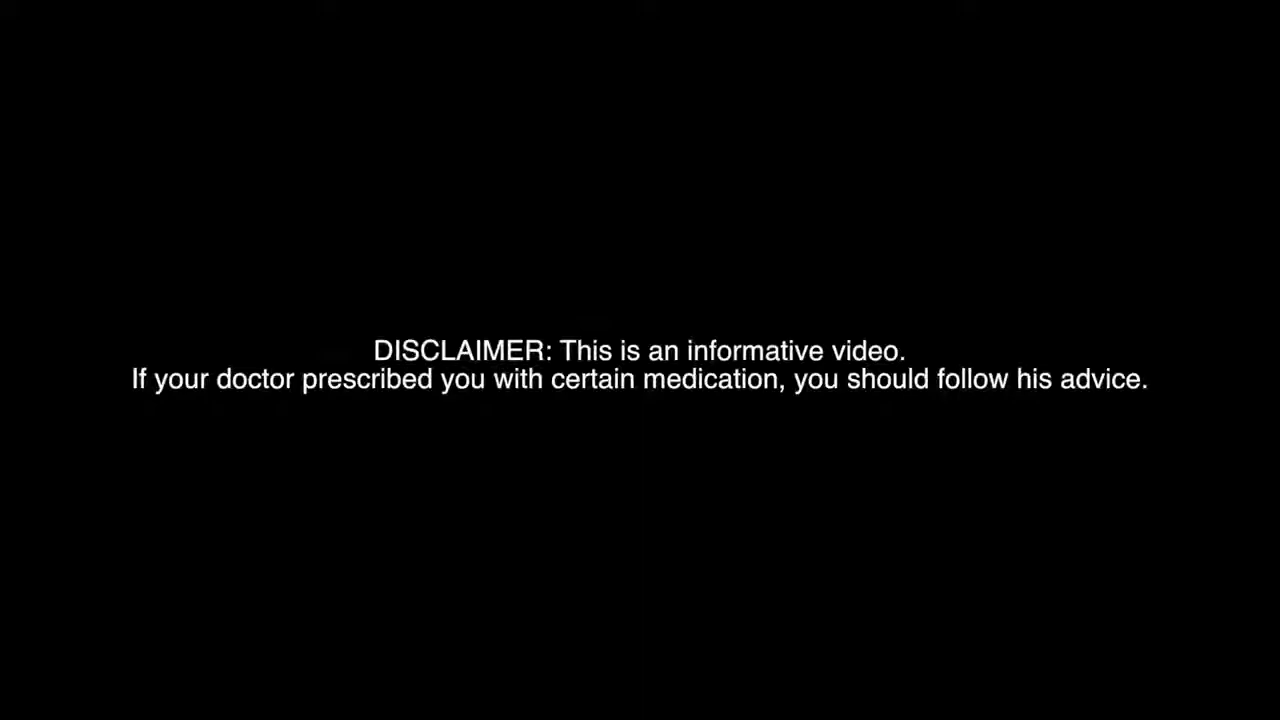 DISCLAIMER: This is an informative video.
If your doctor prescribed you with certain medication, you should follow his advice.